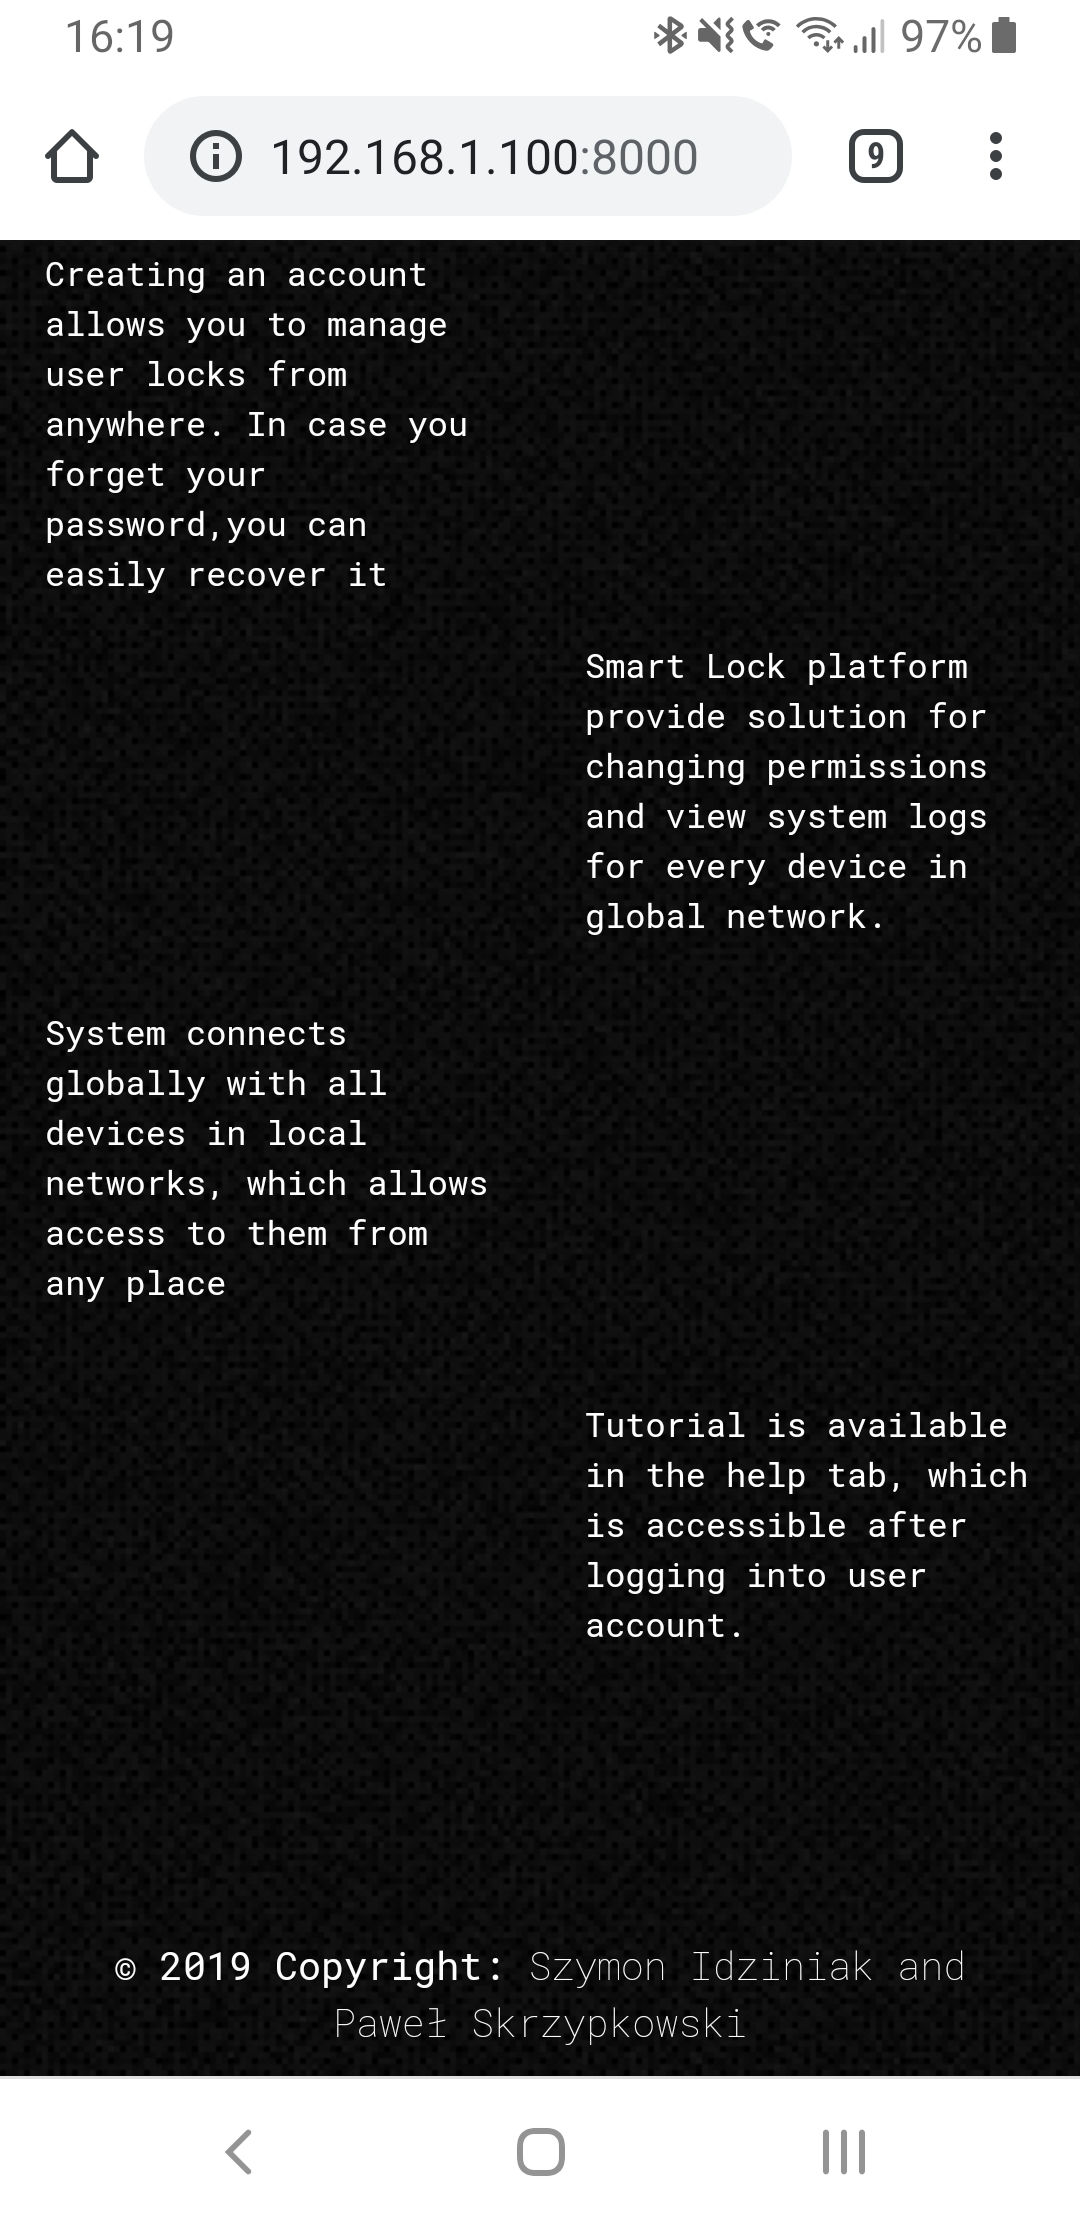 16:19
97%
192.168.1.100:8000
9
Creating an account
allows you to manage
user locks from
anywhere. In case you
forget your
password,you can
easily recover it
Smart Lock platform
provide solution for
changing permissions
and view system logs
for every device in
global network.
System connects
globally with all
devices in local
networks, which allows
access to them from
any place
Tutorial is available
in the help tab, which
is accessible after
logging into user
account.
© 2019 Copyright: Szymon Idziniak and
Paweł Skrzypkowski